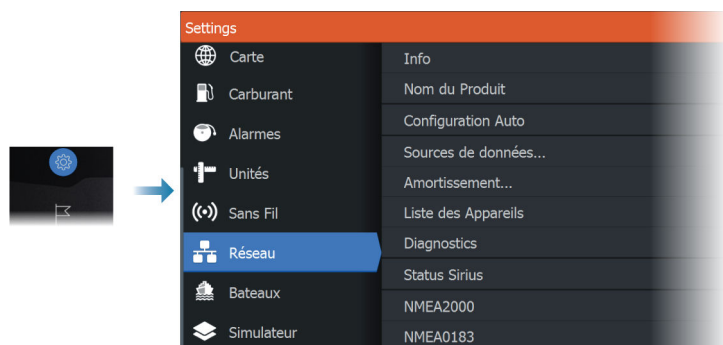 Settings
Carte
Carburant
Alarmes
Unités
Sans Fil
Réseau
Bateaux
Simulateur
Info
Nom du Produit
Configuration Auto
Sources de données...
Amortissement...
Liste des Appareils
Diagnostics
Status Sirius
NMEA2000
NMEA0183